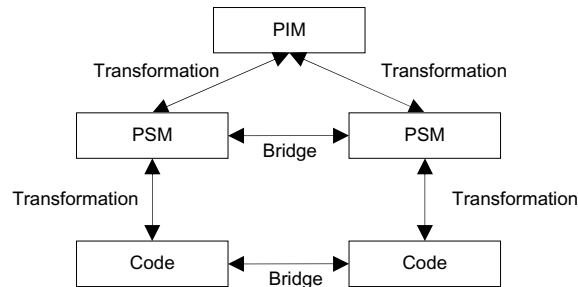 PIM
Transformation Transformation
PSM PSM
Bridge
Transformation Transformation
Code Code
Bridge